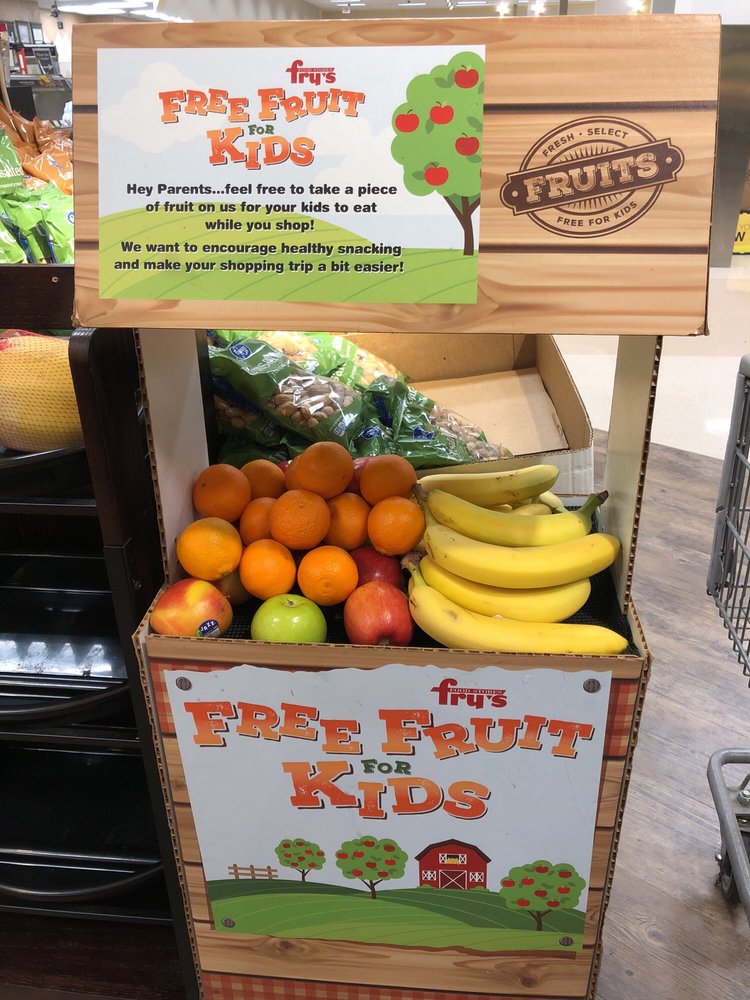 fry's
FOOD STORES
FREE FRUIT
FOR
KIDS
Hey Parents...feel free to take a piece
of fruit on us for your kids to eat
while you shop!
We want to encourage healthy snacking
and make your shopping trip a bit easier!
FRESH • SELECT
FRUITS
FREE FOR KIDS
JAZZ
FOOD STORES
fry's
FREE FRUIT
FOR
KIDS
W